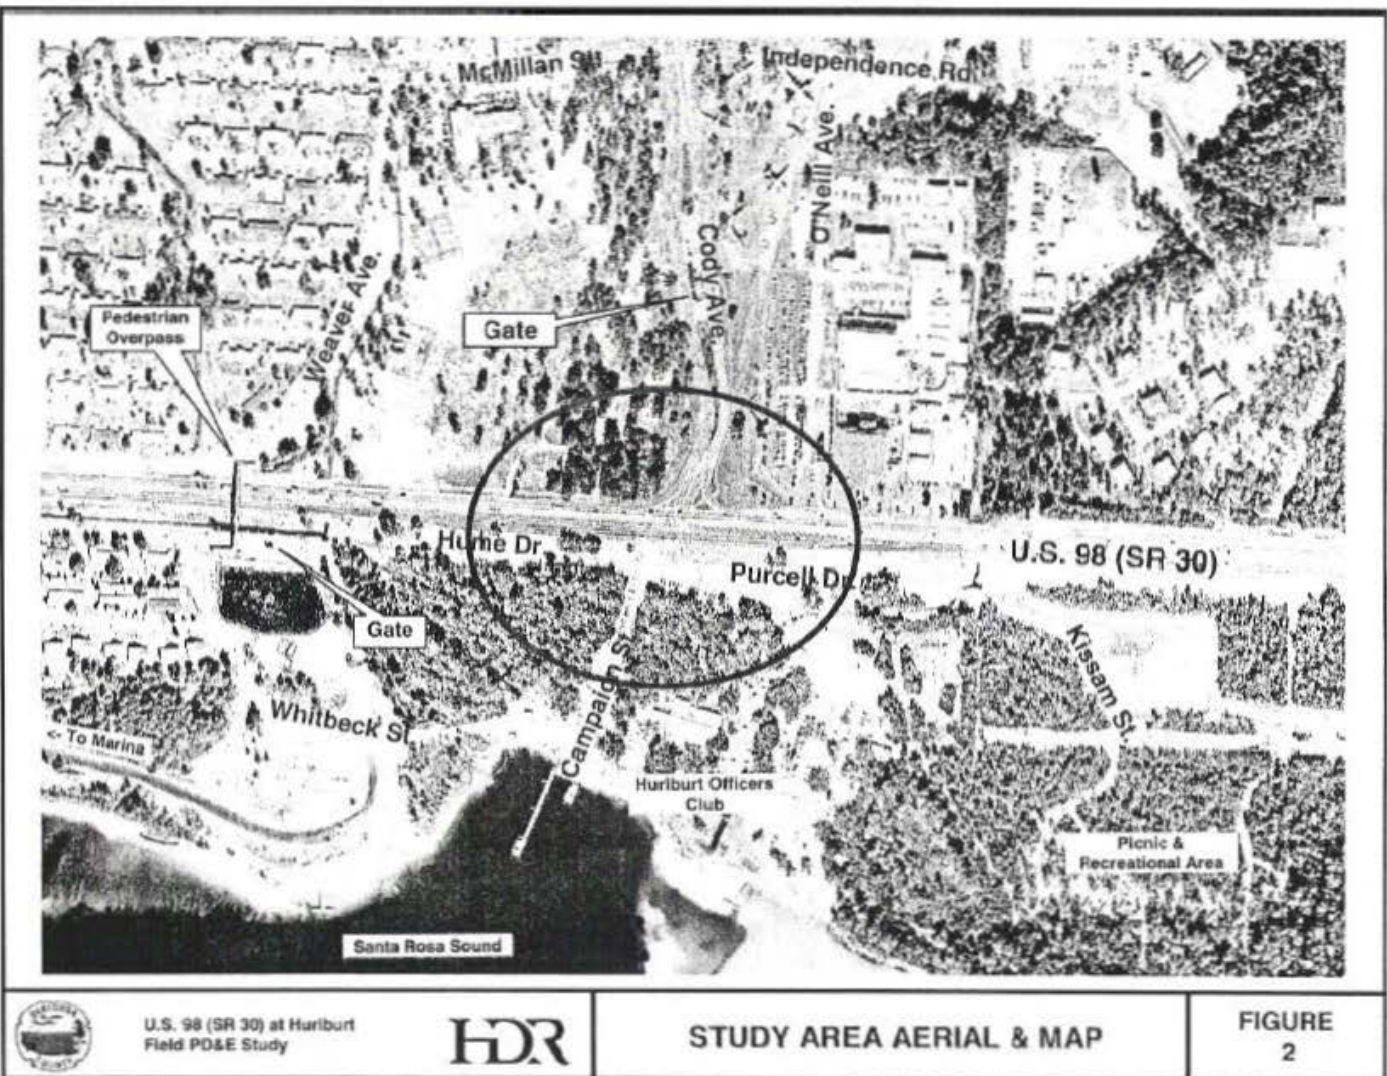 McMillan St
Independence Rd.
O'Neill Ave.
Cody Ave.
Weaver Ave.
Pedestrian
Overpass
Gate
Hume Dr
Purcell Dr
U.S. 98 (SR 30)
Gate
Kissam St.
Campaign St
Whitbeck St
<- To Marina
Hurlburt Officers
Club
Picnic &
Recreational Area
Santa Rosa Sound
U.S. 98 (SR 30) at Hurlburt
Field PD&E Study
HDR
STUDY AREA AERIAL & MAP
FIGURE
2